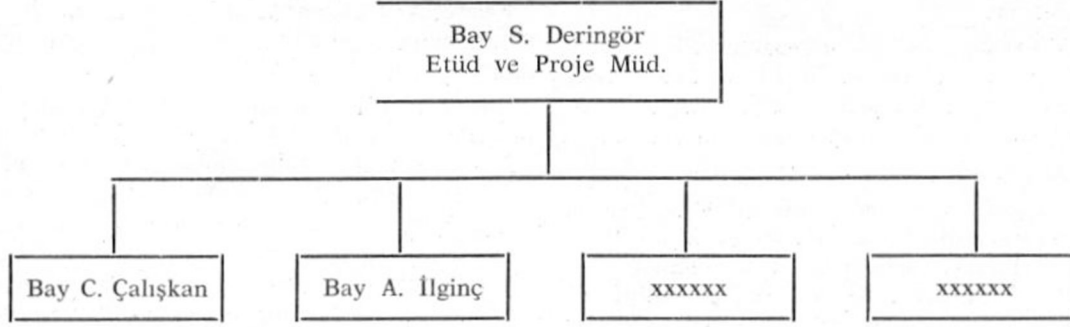 Bay S. Deringör
Etüd ve Proje Müd.
Bay C. Çalışkan
Bay A. İlginç
xxxxxx
xxxxxx